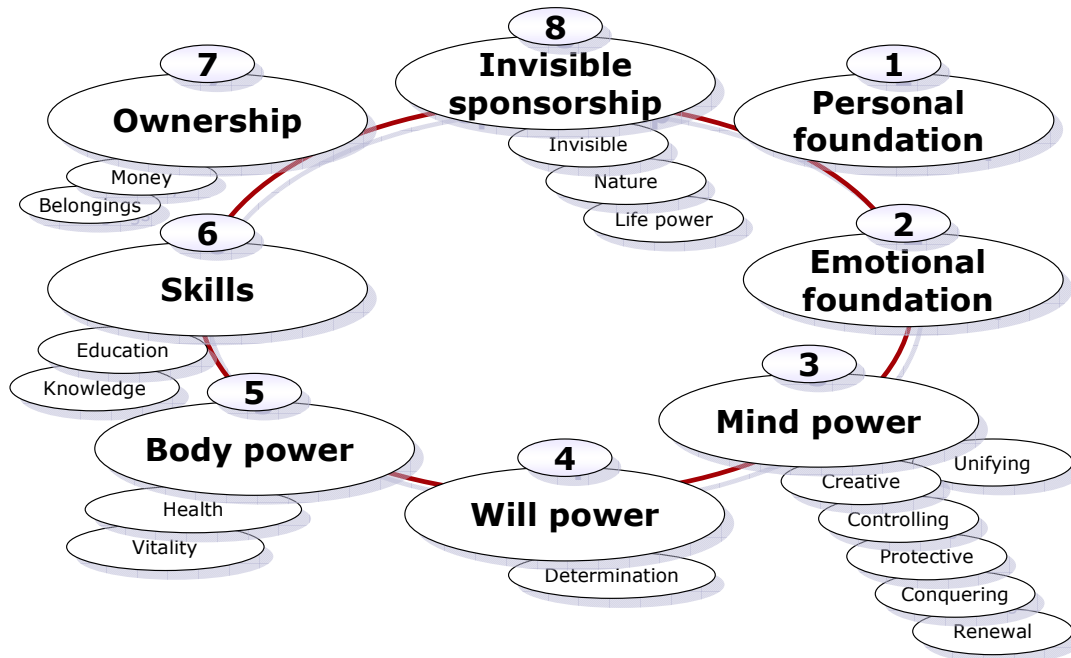 8
Invisible
sponsorship
Invisible
Nature
Life power
1
Personal
foundation
2
Emotional
foundation
3
Mind power
Unifying
Creative
Controlling
Protective
Conquering
Renewal
4
Will power
Determination
5
Body power
Health
Vitality
6
Skills
Education
Knowledge
7
Ownership
Money
Belongings